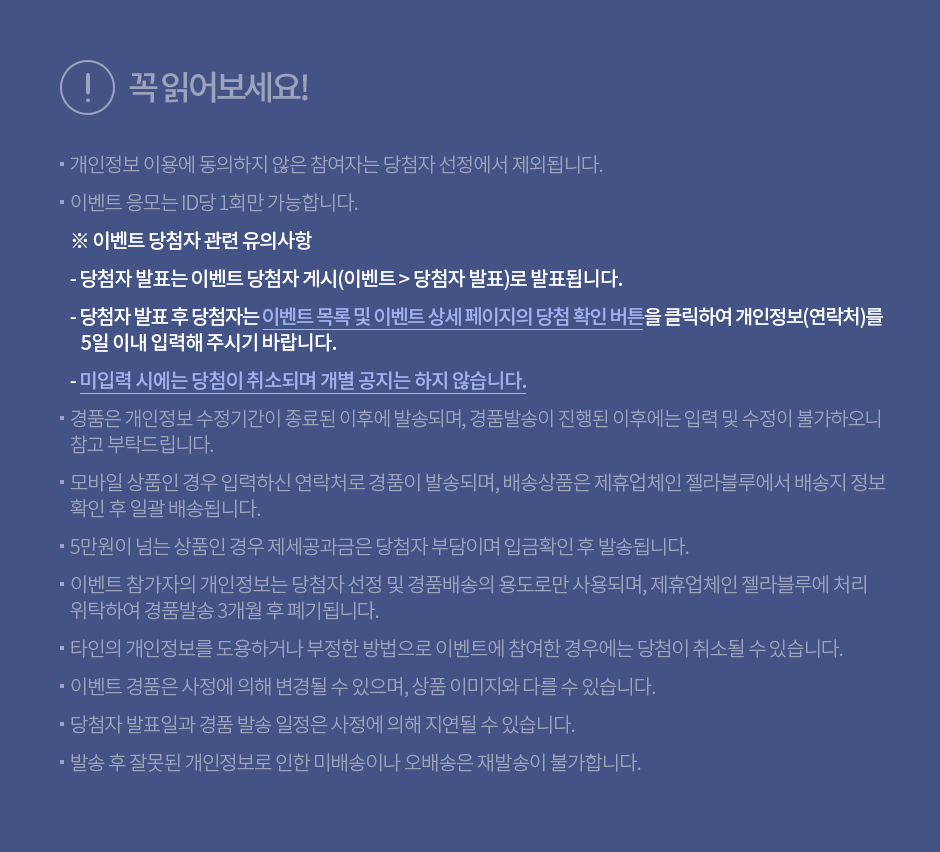 ! 꼭 읽어보세요!
▪ 개인정보 이용에 동의하지 않은 참여자는 당첨자 선정에서 제외됩니다.
▪ 이벤트 응모는 ID당 1회만 가능합니다.
※ 이벤트 당첨자 관련 유의사항
- 당첨자 발표는 이벤트 당첨자 게시(이벤트 > 당첨자 발표)로 발표됩니다.
- 당첨자 발표 후 당첨자는 이벤트 목록 및 이벤트 상세 페이지의 당첨 확인 버튼을 클릭하여 개인정보(연락처)를
5일 이내 입력해 주시기 바랍니다.
- 미입력 시에는 당첨이 취소되며 개별 공지는 하지 않습니다.
▪ 경품은 개인정보 수정기간이 종료된 이후에 발송되며, 경품발송이 진행된 이후에는 입력 및 수정이 불가하오니
참고 부탁드립니다.
▪ 모바일 상품인 경우 입력하신 연락처로 경품이 발송되며, 배송상품은 제휴업체인 젤라블루에서 배송지 정보
확인 후 일괄 배송됩니다.
▪ 5만원이 넘는 상품인 경우 제세공과금은 당첨자 부담이며 입금확인 후 발송됩니다.
▪ 이벤트 참가자의 개인정보는 당첨자 선정 및 경품배송의 용도로만 사용되며, 제휴업체인 젤라블루에 처리
위탁하여 경품발송 3개월 후 폐기됩니다.
▪ 타인의 개인정보를 도용하거나 부정한 방법으로 이벤트에 참여한 경우에는 당첨이 취소될 수 있습니다.
▪ 이벤트 경품은 사정에 의해 변경될 수 있으며, 상품 이미지와 다를 수 있습니다.
▪ 당첨자 발표일과 경품 발송 일정은 사정에 의해 지연될 수 있습니다.
▪ 발송 후 잘못된 개인정보로 인한 미배송이나 오배송은 재발송이 불가합니다.